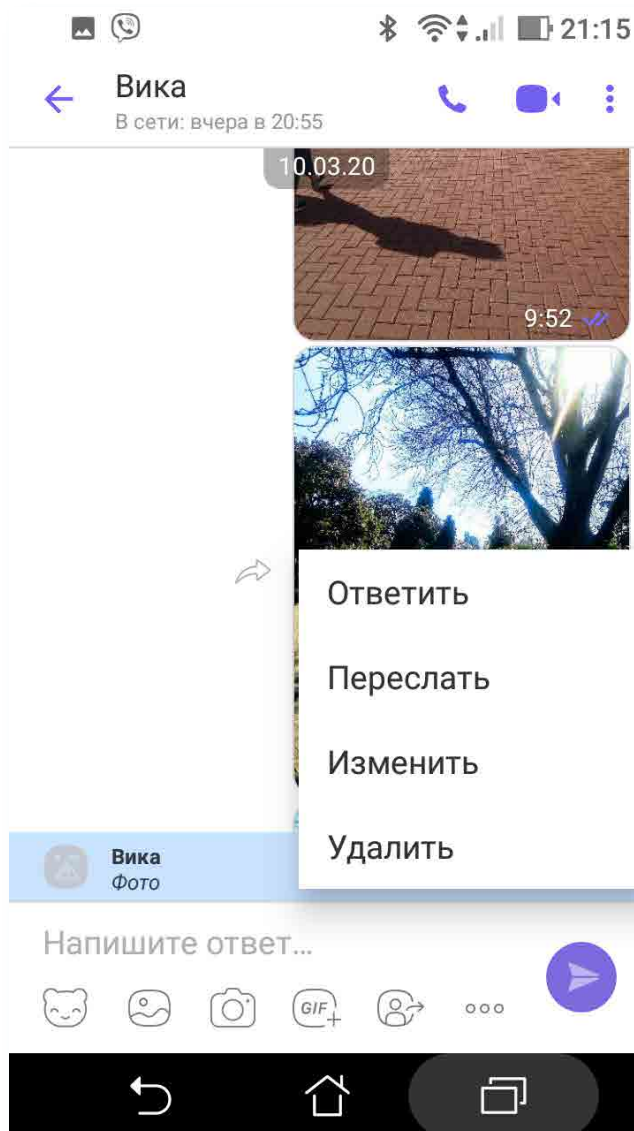 21:15
Вика
В сети: вчера в 20:55
10.03.20
9:52
Ответить
Переслать
Изменить
Удалить
Вика
Фото
Напишите ответ...
GIF